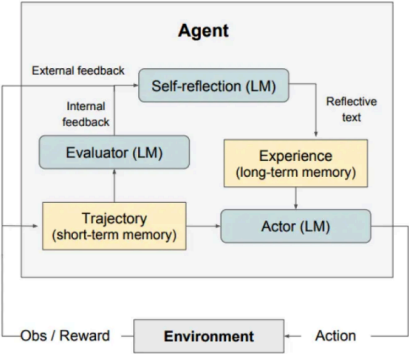 Agent
External feedback
Self-reflection (LM)
Internal
feedback
Reflective
text
Evaluator (LM)
Experience
(long-term memory)
Trajectory
(short-term memory)
Actor (LM)
Obs / Reward
Environment
Action